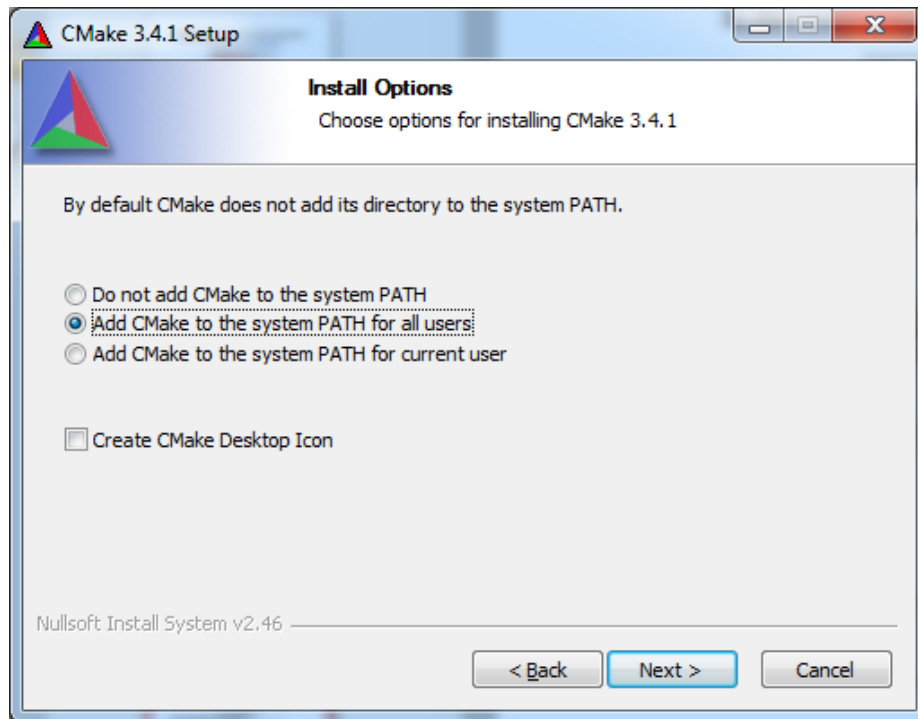 CMake 3.4.1 Setup
Install Options
Choose options for installing CMake 3.4.1
By default CMake does not add its directory to the system PATH.
Do not add CMake to the system PATH
Add CMake to the system PATH for all users
Add CMake to the system PATH for current user
Create CMake Desktop Icon
Nullsoft Install System v2.46
< Back Next > Cancel